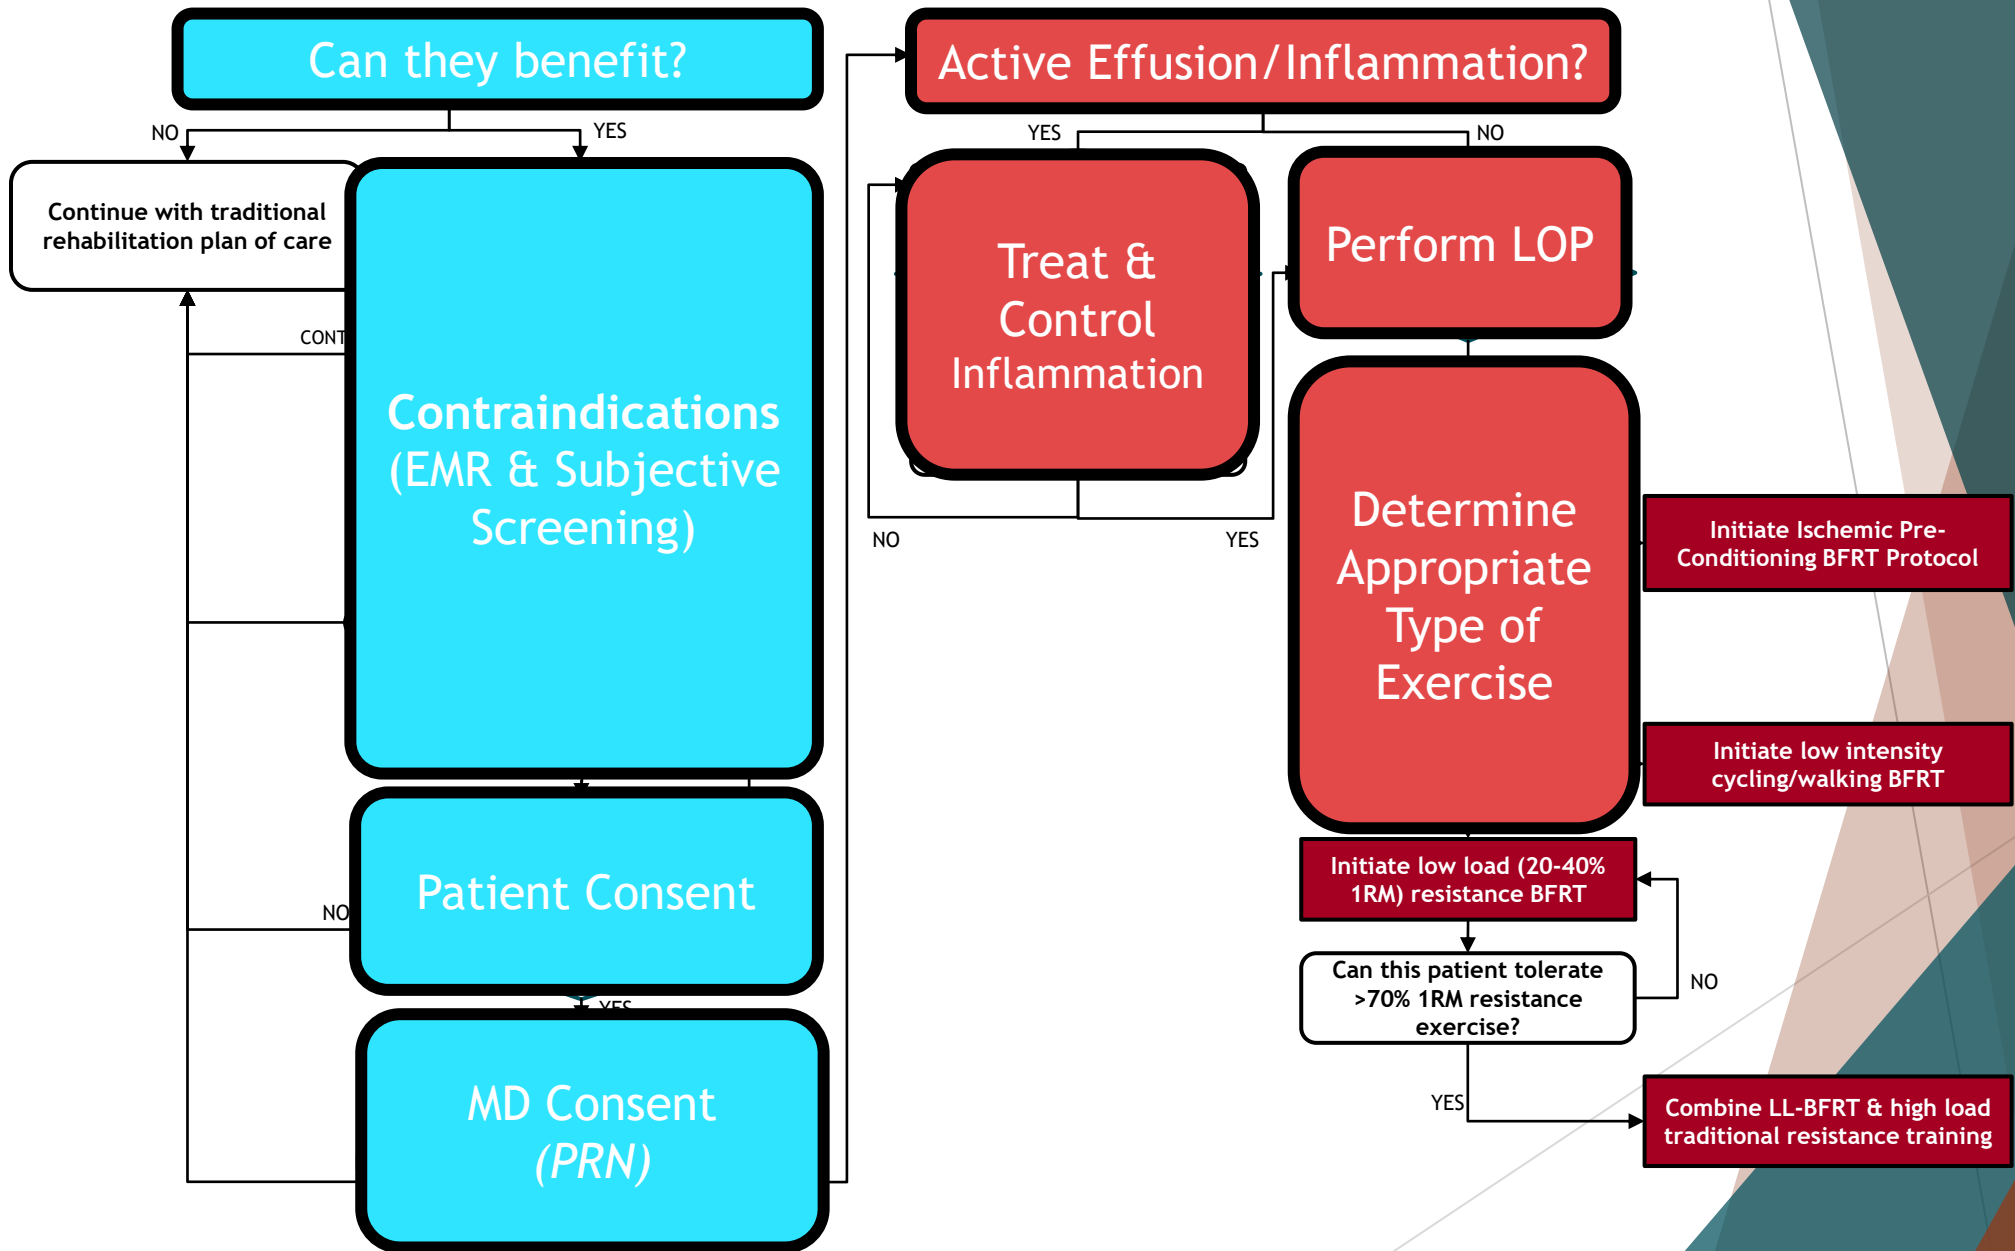 Can they benefit?
NO
YES
Continue with traditional
rehabilitation plan of care
CONT
Contraindications
(EMR & Subjective
Screening)
NO
Patient Consent
YES
MD Consent
(PRN)
Active Effusion/Inflammation?
YES
NO
Treat &
Control
Inflammation
NO
YES
Perform LOP
Determine
Appropriate
Type of
Exercise
Initiate Ischemic Pre-
Conditioning BFRT Protocol
Initiate low intensity
cycling/walking BFRT
Initiate low load (20-40%
1RM) resistance BFRT
Can this patient tolerate
>70% 1RM resistance
exercise?
NO
YES
Combine LL-BFRT & high load
traditional resistance training